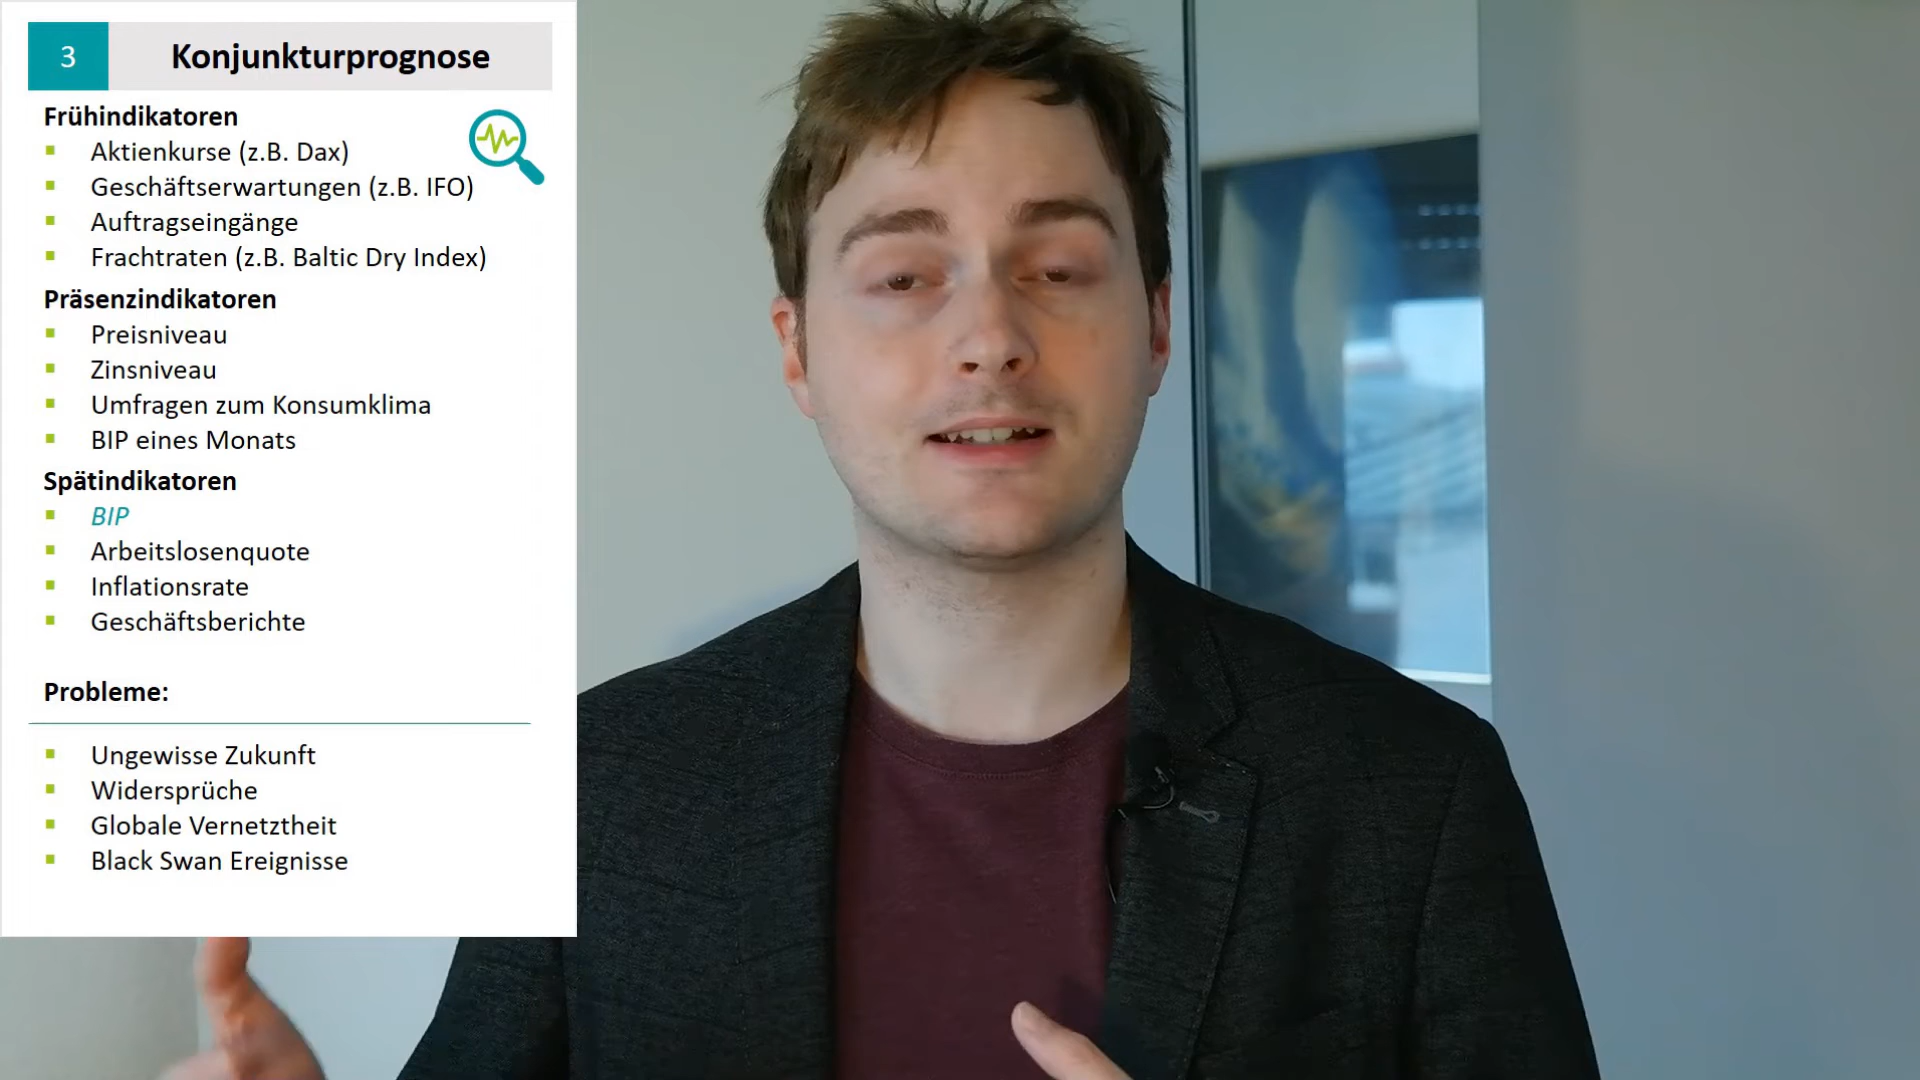 3
Konjunkturprognose
Frühindikatoren
Aktienkurse (z.B. Dax)
Geschäftserwartungen (z.B. IFO)
Auftragseingänge
Frachtraten (z.B. Baltic Dry Index)
Präsenzindikatoren
Preisniveau
Zinsniveau
Umfragen zum Konsumklima
BIP eines Monats
Spätindikatoren
BIP
Arbeitslosenquote
Inflationsrate
Geschäftsberichte
Probleme:
Ungewisse Zukunft
Widersprüche
Globale Vernetztheit
Black Swan Ereignisse